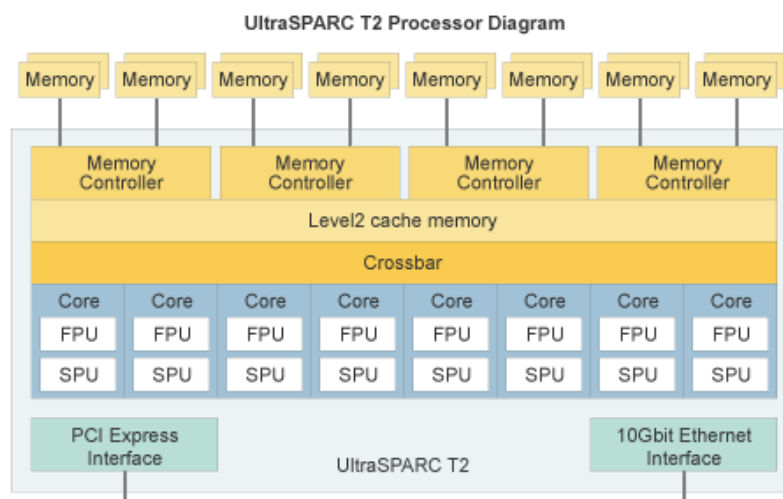 UltraSPARC T2 Processor Diagram
Memory Memory Memory Memory Memory Memory Memory Memory
Memory Memory Memory Memory
Controller Controller Controller Controller
Level2 cache memory
Crossbar
Core Core Core Core Core Core Core Core
FPU FPU FPU FPU FPU FPU FPU FPU
SPU SPU SPU SPU SPU SPU SPU SPU
PCI Express
Interface
UltraSPARC T2
10Gbit Ethernet
Interface